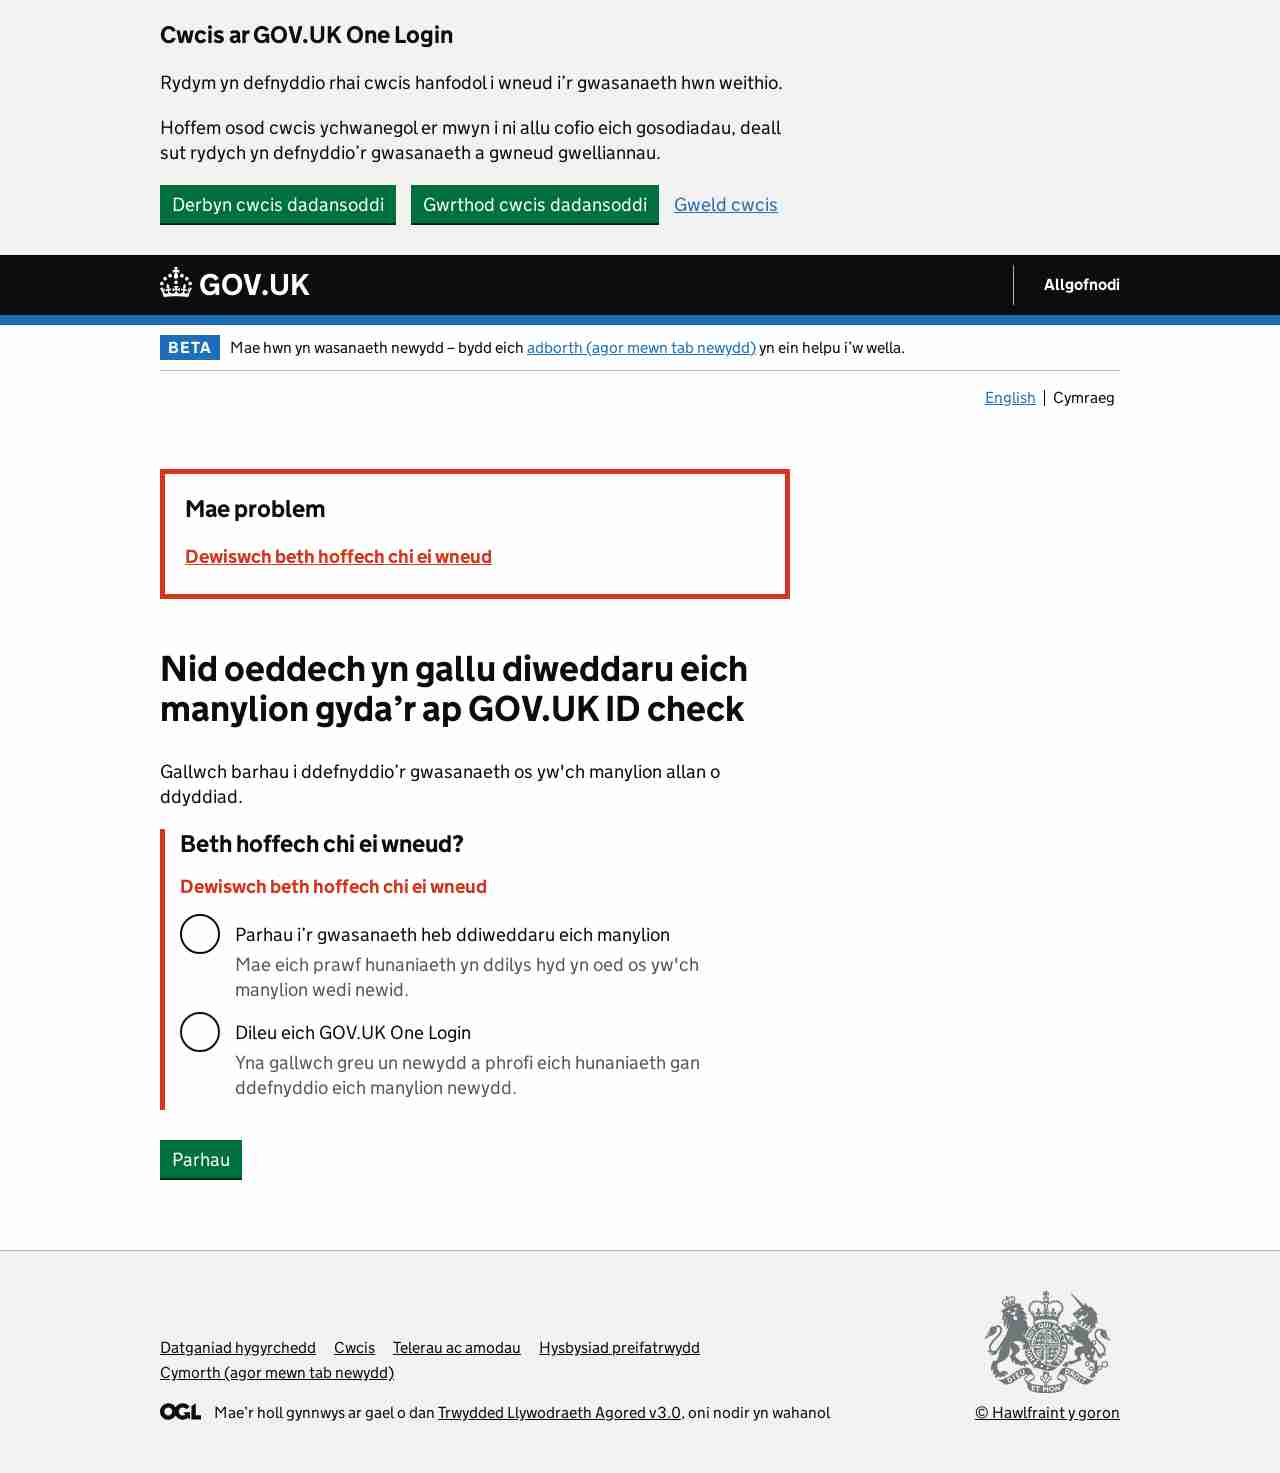 Cwcis ar GOV.UK One Login
Rydym yn defnyddio rhai cwcis hanfodol i wneud i’r gwasanaeth hwn weithio.
Hoffem osod cwcis ychwanegol er mwyn i ni allu cofio eich gosodiadau, deall
sut rydych yn defnyddio’r gwasanaeth a gwneud gwelliannau.
Derbyn cwcis dadansoddi Gwrthod cwcis dadansoddi Gweld cwcis
GOV.UK Allgofnodi
BETA Mae hwn yn wasanaeth newydd – bydd eich adborth (agor mewn tab newydd) yn ein helpu i’w wella.
English Cymraeg
Mae problem
Dewiswch beth hoffech chi ei wneud
Nid oeddech yn gallu diweddaru eich
manylion gyda’r ap GOV.UK ID check
Gallwch barhau i ddefnyddio’r gwasanaeth os yw'ch manylion allan o
ddyddiad.
Beth hoffech chi ei wneud?
Dewiswch beth hoffech chi ei wneud
Parhau i’r gwasanaeth heb ddiweddaru eich manylion
Mae eich prawf hunaniaeth yn ddilys hyd yn oed os yw'ch
manylion wedi newid.
Dileu eich GOV.UK One Login
Yna gallwch greu un newydd a phrofi eich hunaniaeth gan
ddefnyddio eich manylion newydd.
Parhau
Datganiad hygyrchedd Cwcis Telerau ac amodau Hysbysiad preifatrwydd
Cymorth (agor mewn tab newydd)
OGL Mae’r holl gynnwys ar gael o dan Trwydded Llywodraeth Agored v3.0, oni nodir yn wahanol
© Hawlfraint y goron